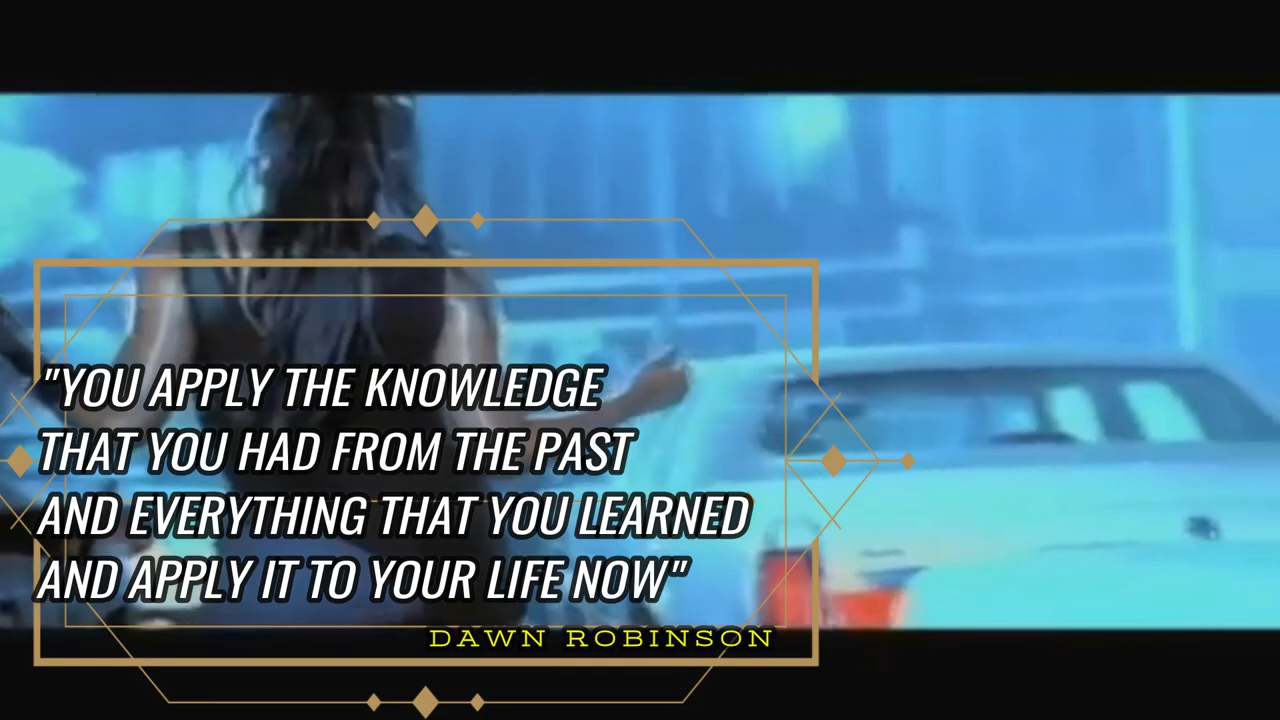 "YOU APPLY THE KNOWLEDGE
THAT YOU HAD FROM THE PAST
AND EVERYTHING THAT YOU LEARNED
AND APPLY IT TO YOUR LIFE NOW"
DAWN ROBINSON